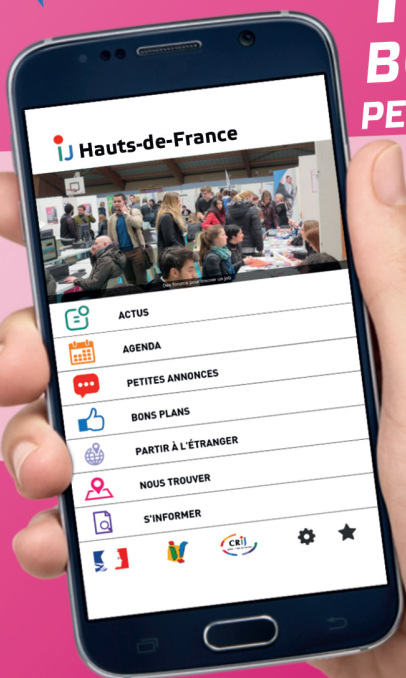 BO
PE
IJ Hauts-de-France
Des forums pour trouver un job
ACTUS
AGENDA
PETITES ANNONCES
BONS PLANS
PARTIR À L'ÉTRANGER
NOUS TROUVER
S'INFORMER
CRIJ